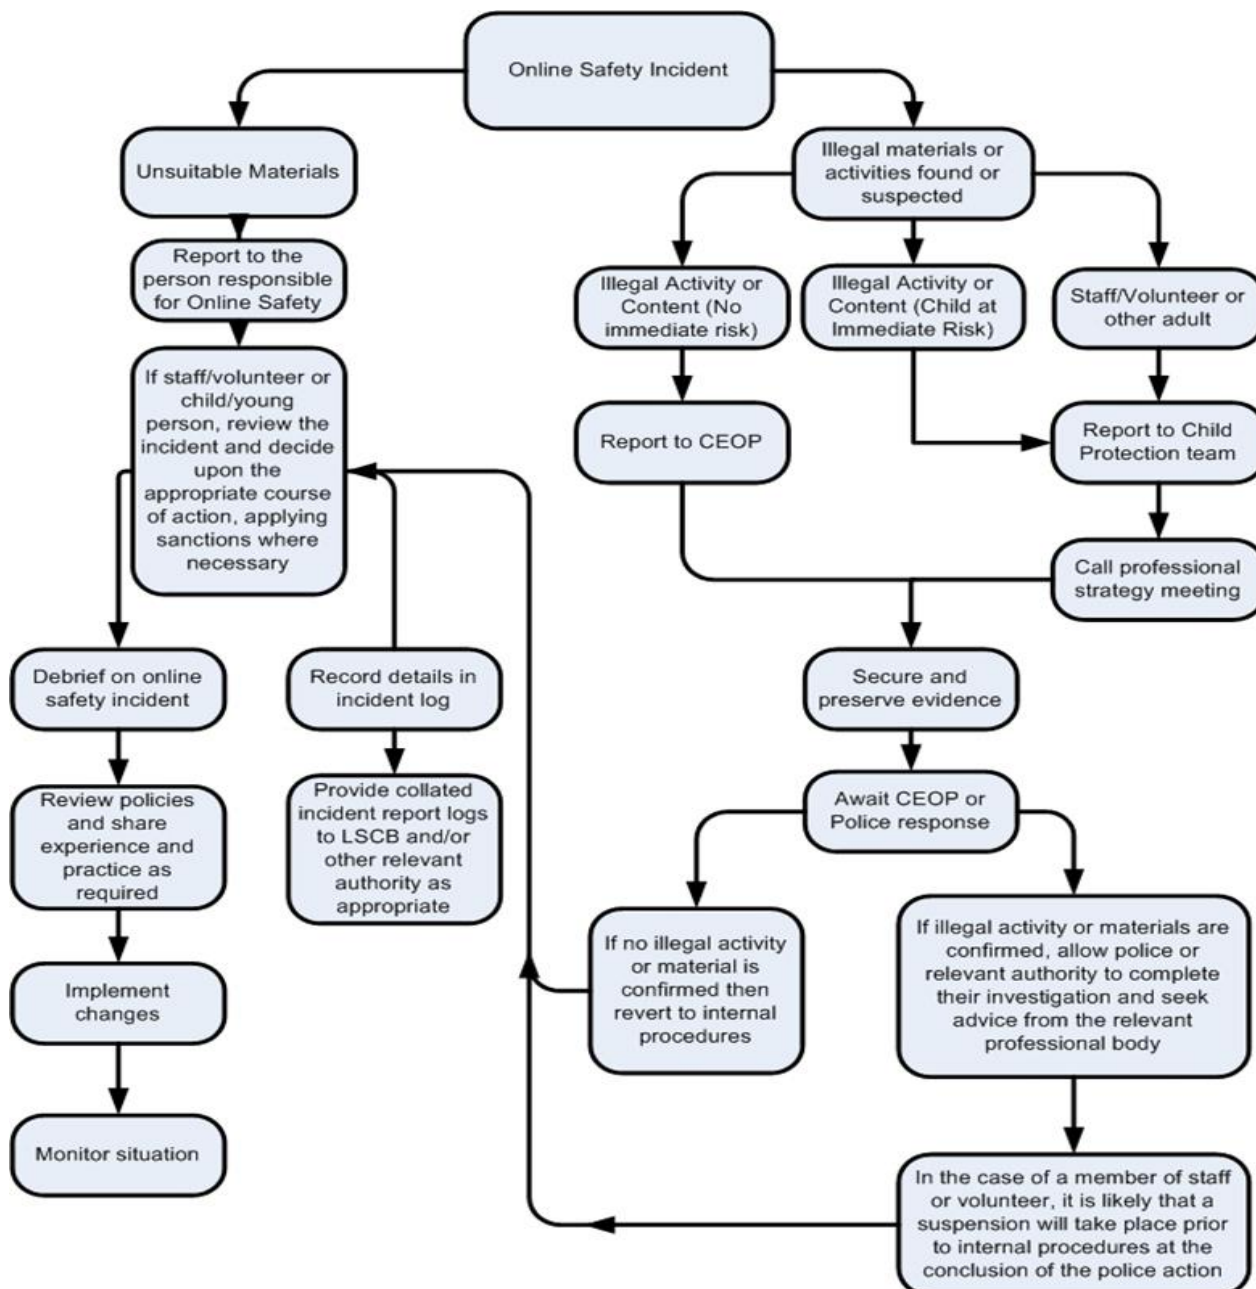 Online Safety Incident
Unsuitable Materials
Report to the
person responsible
for Online Safety
If staff/volunteer or
child/young
person, review the
incident and decide
upon the
appropriate course
of action, applying
sanctions where
necessary
Debrief on online
safety incident
Review policies
and share
experience and
practice as
required
Implement
changes
Monitor situation
Record details in
incident log
Provide collated
incident report logs
to LSCB and/or
other relevant
authority as
appropriate
Illegal materials or
activities found or
suspected
Illegal Activity or
Content (No
immediate risk)
Illegal Activity or
Content (Child at
Immediate Risk)
Staff/Volunteer or
other adult
Report to CEOP
Report to Child
Protection team
Call professional
strategy meeting
Secure and
preserve evidence
Await CEOP or
Police response
If no illegal activity
or material is
confirmed then
revert to internal
procedures
If illegal activity or materials are
confirmed, allow police or
relevant authority to complete
their investigation and seek
advice from the relevant
professional body
In the case of a member of staff
or volunteer, it is likely that a
suspension will take place prior
to internal procedures at the
conclusion of the police action